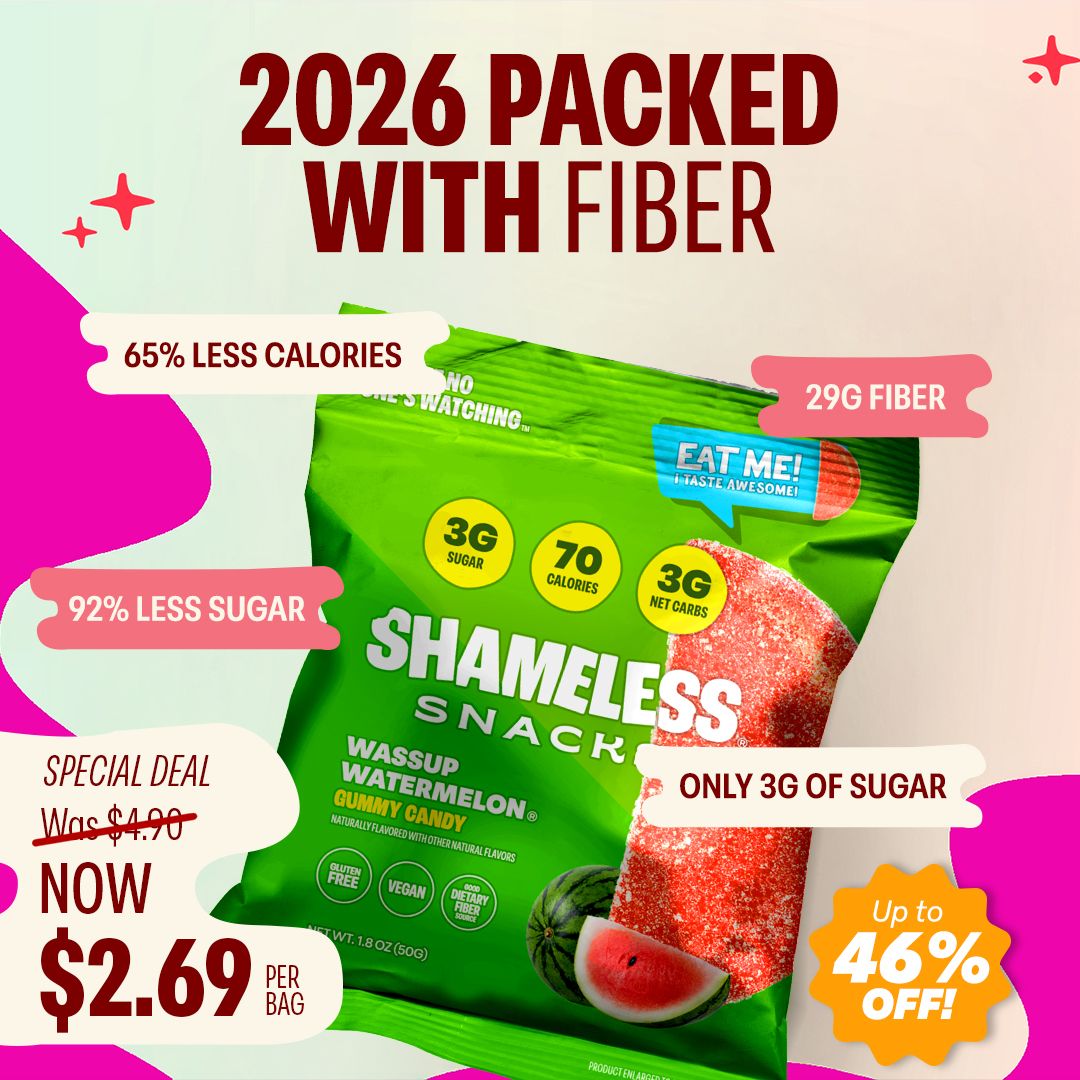 2026 PACKED
WITH FIBER
65% LESS CALORIES
29G FIBER
NO
ONE'S WATCHING™
EAT ME!
I TASTE AWESOME!
3G
SUGAR
70
CALORIES
3G
NET CARBS
92% LESS SUGAR
SHAMELESS®
SNACK
WASSUP
WATERMELON®
GUMMY CANDY
NATURALLY FLAVORED WITH OTHER NATURAL FLAVORS
ONLY 3G OF SUGAR
GLUTEN
FREE
VEGAN
GOOD
DIETARY
FIBER
SOURCE
NET WT. 1.8 OZ (50G)
PRODUCT ENLARGED
SPECIAL DEAL
Was $4.90
NOW
$2.69 PER
BAG
Up to
46%
OFF!